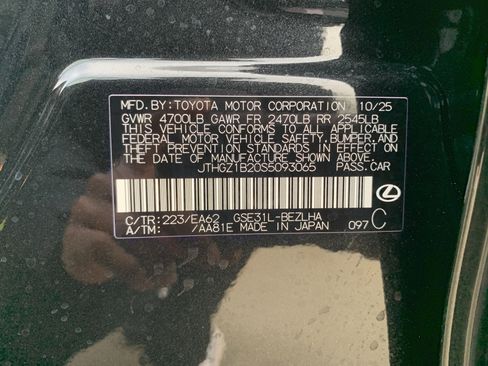 MFD.BY:TOYOTA MOTOR CORPORATION 10/25
GVWR 4700LB GAWR FR 2470LB RR 2545LB
THIS VEHICLE CONFORMS TO ALL APPLICABLE
FEDERAL MOTOR VEHICLE SAFETY,BUMPER,AND
THEFT PREVENTION STANDARDS IN EFFECT ON
THE DATE OF MANUFACTURE SHOWN ABOVE.
JTHGZ1B20S5093065 PASS.CAR
C/TR:223/EA62 GSE31L-BEZLHA
A/TM: /AA81E MADE IN JAPAN 097 C